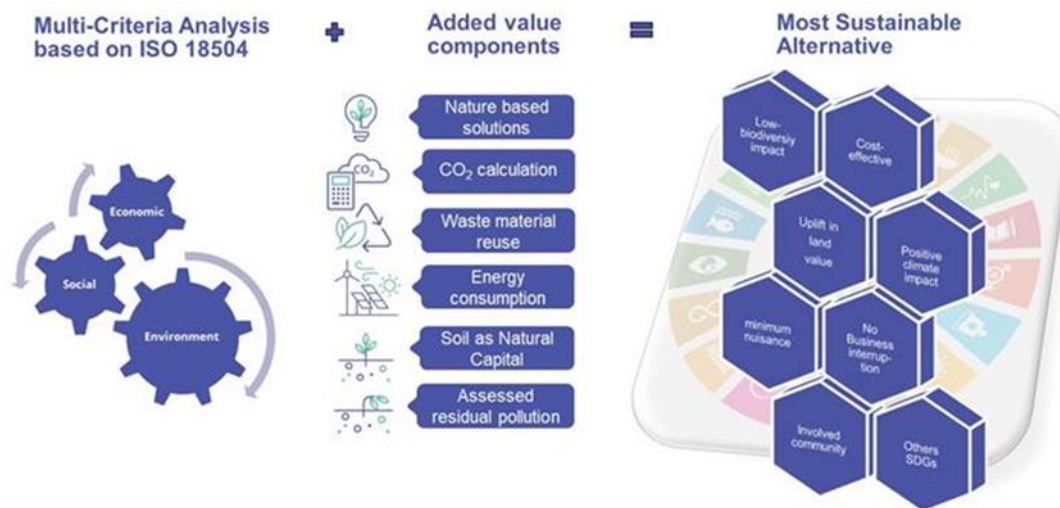 Multi-Criteria Analysis
based on ISO 18504
+
Added value
components
=
Most Sustainable
Alternative
Economic
Social
Environment
Nature based
solutions
CO₂
CO₂ calculation
Waste material
reuse
Energy
consumption
Soil as Natural
Capital
Assessed
residual pollution
Low-
biodiversiy
impact
Cost-
effective
Uplift in
land
value
Positive
climate
impact
minimum
nuisance
No
Business
interrup-
tion
Involved
community
Others
SDGs